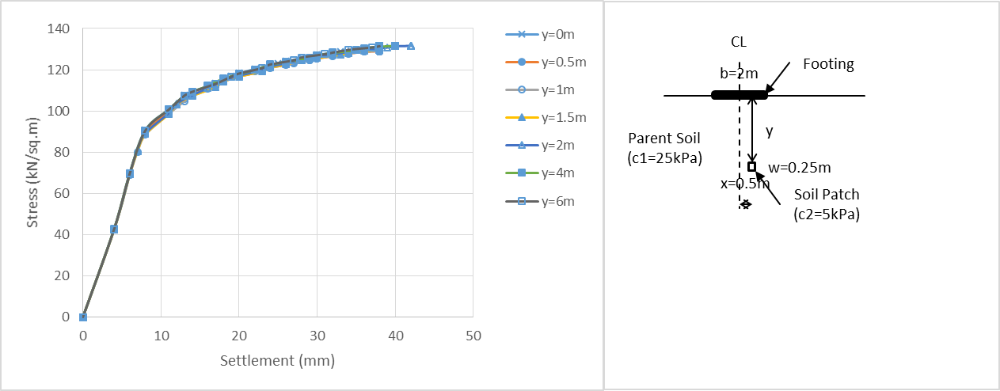 140
120
100
80
60
40
20
0
Stress (kN/sq.m)
0 10 20 30 40 50
Settlement (mm)
y=0m
y=0.5m
y=1m
y=1.5m
y=2m
y=4m
y=6m
CL
b=2m
Footing
y
Parent Soil
(c1=25kPa)
w=0.25m
x=0.5m
Soil Patch
(c2=5kPa)